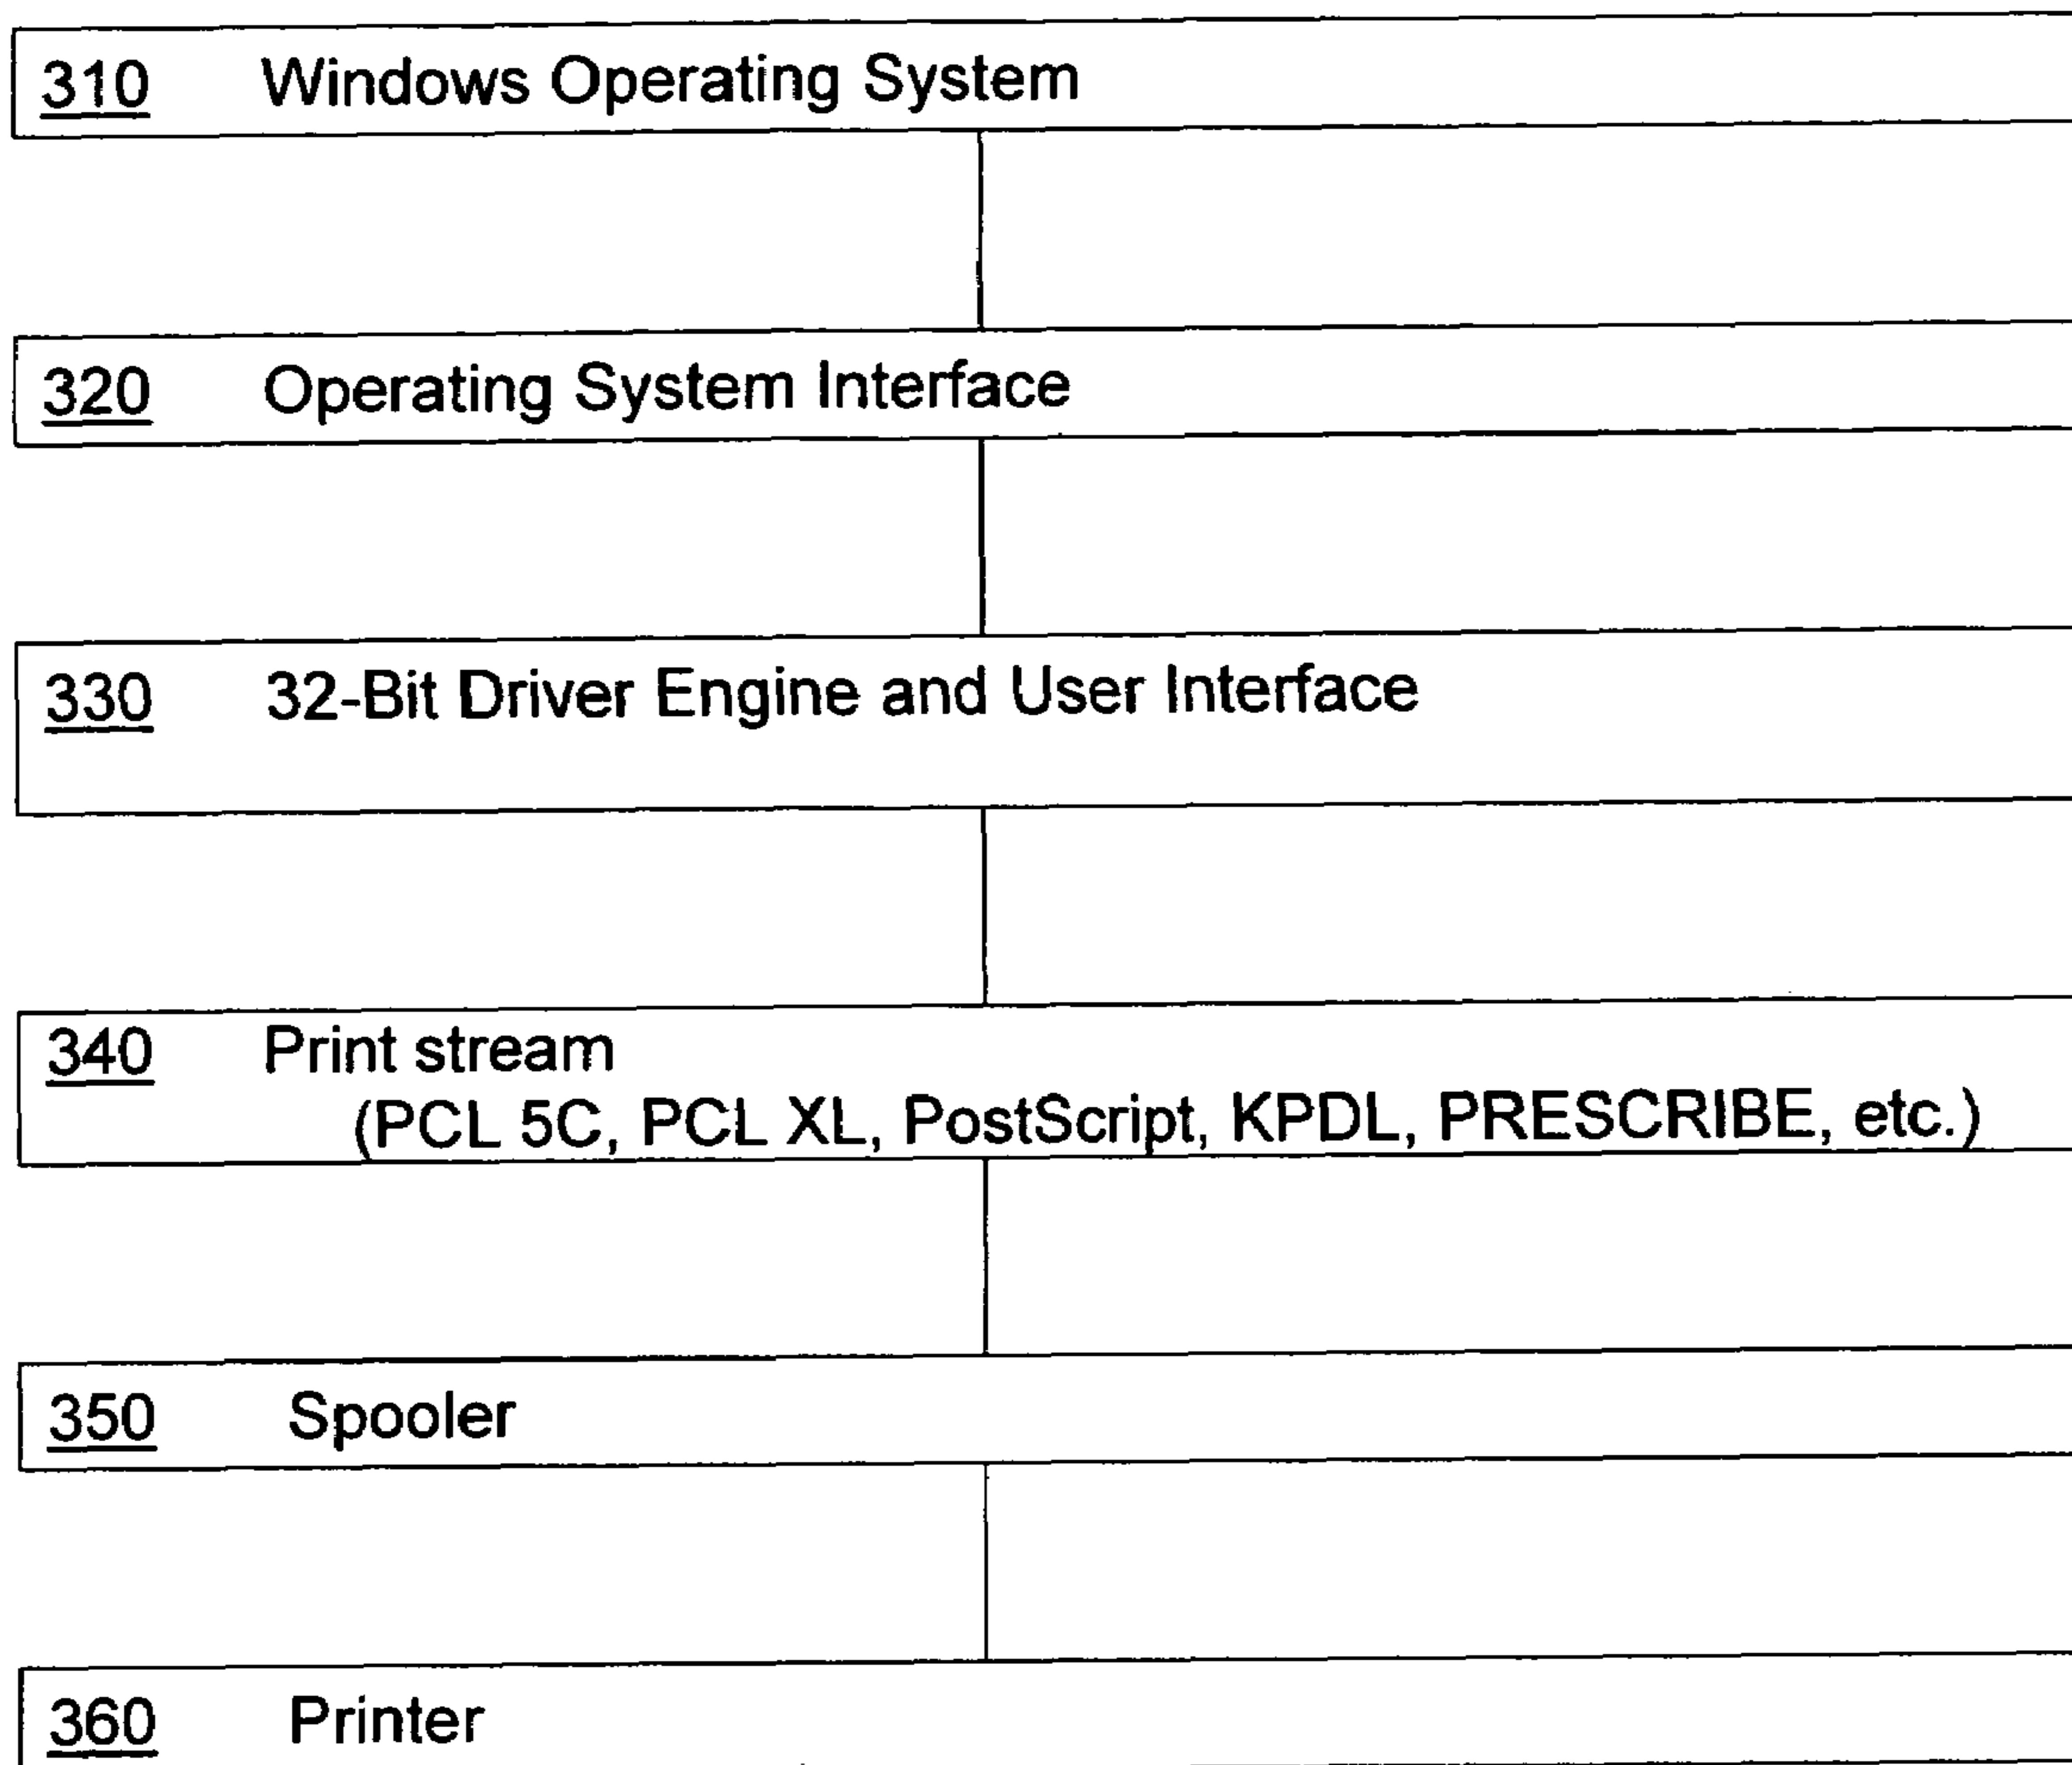 310 Windows Operating System
320 Operating System Interface
330 32-Bit Driver Engine and User Interface
340 Print stream
(PCL 5C, PCL XL, PostScript, KPDL, PRESCRIBE, etc.)
350 Spooler
360 Printer